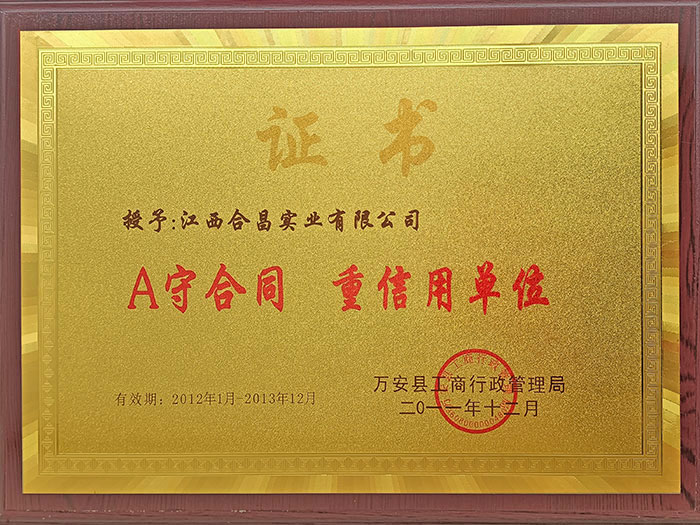 证书
授予:江西合昌实业有限公司
A守合同 重信用单位
万安县工商行政管理局
有效期：2012年1月-2013年12月
二0一一年十二月